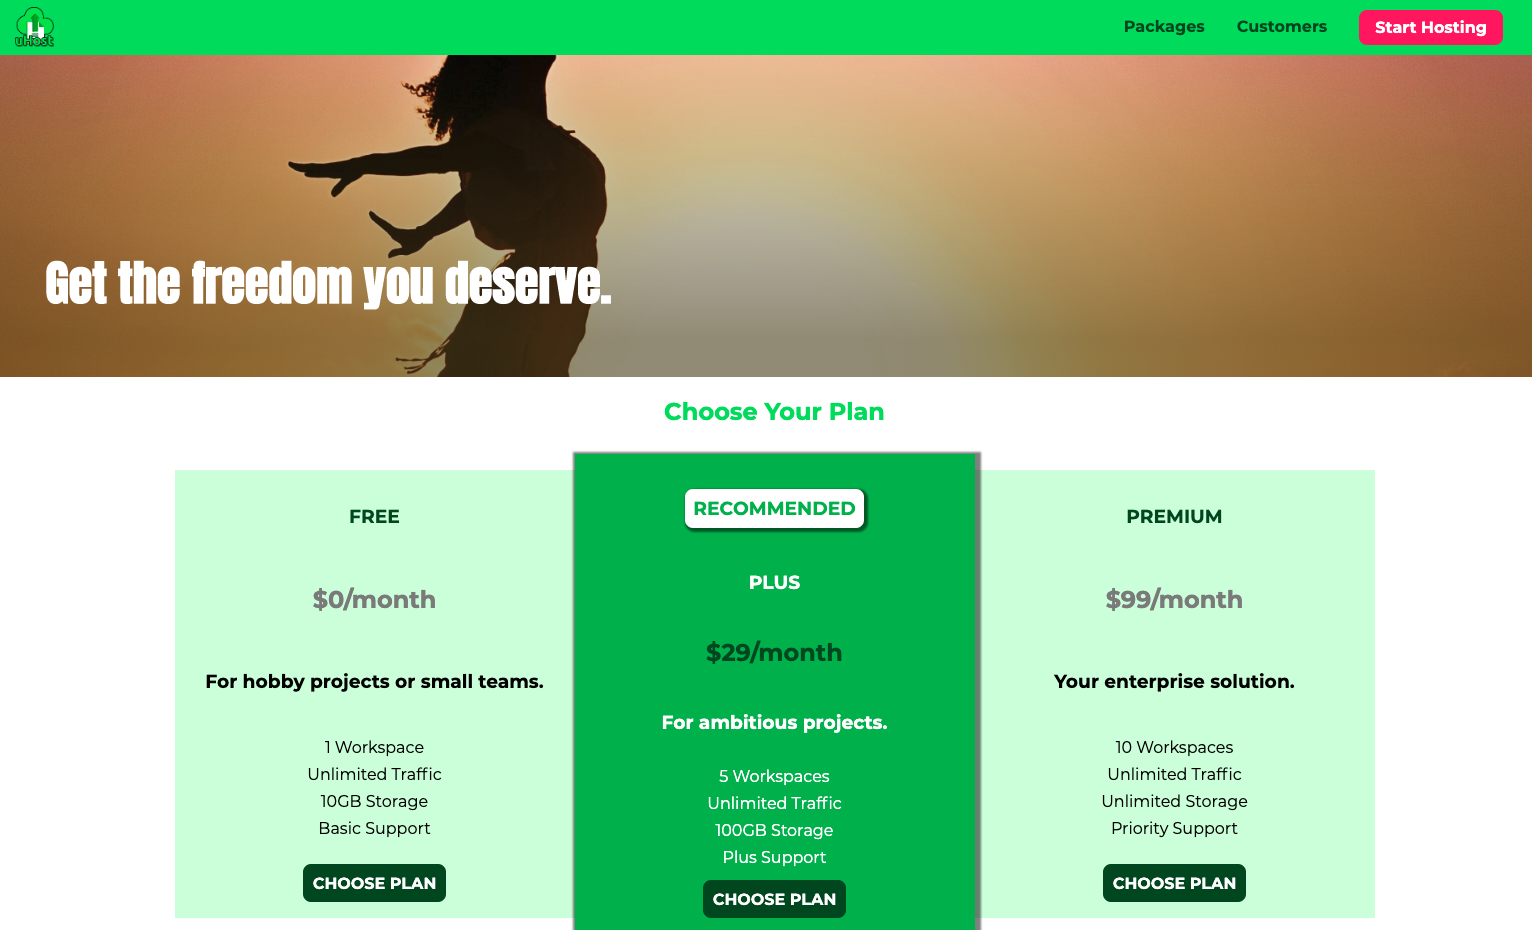 uHost
Packages
Customers
Start Hosting
Get the freedom you deserve.
Choose Your Plan
FREE
$0/month
For hobby projects or small teams.
1 Workspace
Unlimited Traffic
10GB Storage
Basic Support
CHOOSE PLAN
RECOMMENDED
PLUS
$29/month
For ambitious projects.
5 Workspaces
Unlimited Traffic
100GB Storage
Plus Support
CHOOSE PLAN
PREMIUM
$99/month
Your enterprise solution.
10 Workspaces
Unlimited Traffic
Unlimited Storage
Priority Support
CHOOSE PLAN